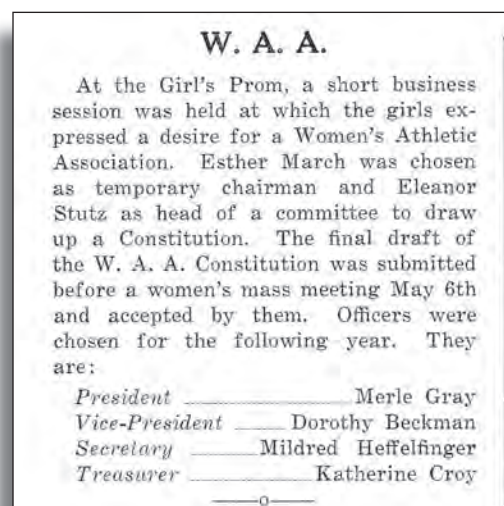 W. A. A.
At the Girl's Prom, a short business
session was held at which the girls ex-
pressed a desire for a Women's Athletic
Association. Esther March was chosen
as temporary chairman and Eleanor
Stutz as head of a committee to draw
up a Constitution. The final draft of
the W. A. A. Constitution was submitted
before a women's mass meeting May 6th
and accepted by them. Officers were
chosen for the following year. They
are:
President Merle Gray
Vice-President Dorothy Beckman
Secretary Mildred Heffelfinger
Treasurer Katherine Croy